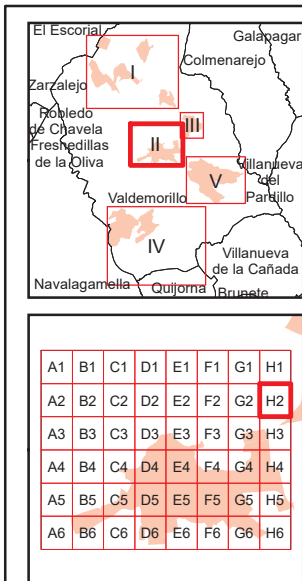 El Escorial
Galapagar
I
Colmenarejo
Zarzalejo
Robledo
de Chavela
III
Fresnedillas
de la Oliva
II
Villanueva
del
Pardillo
V
Valdemorillo
IV
Villanueva
de la Cañada
Navalagamella
Quijorna
Brunete
A1 B1 C1 D1 E1 F1 G1 H1
A2 B2 C2 D2 E2 F2 G2 H2
A3 B3 C3 D3 E3 F3 G3 H3
A4 B4 C4 D4 E4 F4 G4 H4
A5 B5 C5 D5 E5 F5 G5 H5
A6 B6 C6 D6 E6 F6 G6 H6